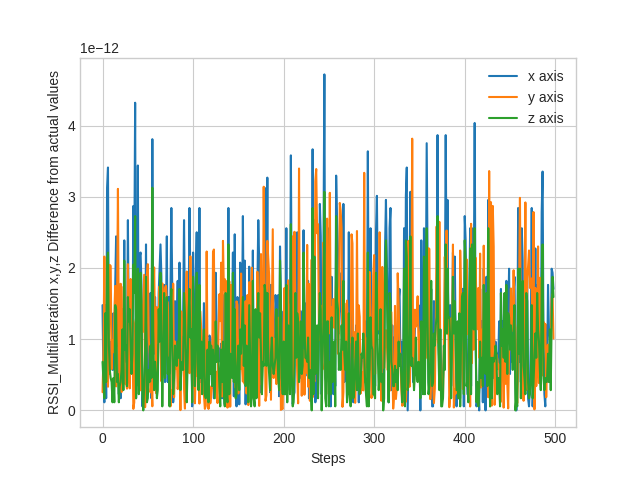 1e−12
x axis
y axis
z axis
4
3
2
1
0
RSSI_Multilateration x,y,z Difference from actual values
0 100 200 300 400 500
Steps